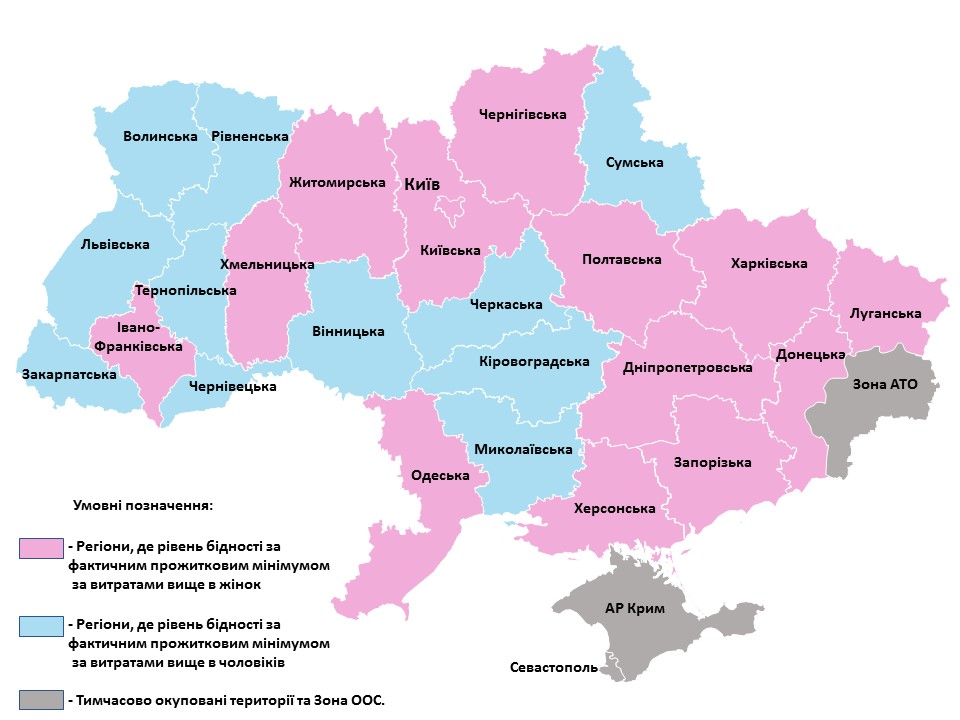 Чернігівська
Волинська
Рівненська
Сумська
Житомирська
Київ
Львівська
Київська
Полтавська
Харківська
Хмельницька
Тернопільська
Черкаська
Луганська
Івано-
Франківська
Вінницька
Кіровоградська
Дніпропетровська
Донецька
Закарпатська
Чернівецька
Зона АТО
Миколаївська
Запорізька
Одеська
Херсонська
Умовні позначення:
- Регіони, де рівень бідності за
фактичним прожитковим мінімумом
за витратами вище в жінок
АР Крим
- Регіони, де рівень бідності за
фактичним прожитковим мінімумом
за витратами вище в чоловіків
Севастополь
- Тимчасово окуповані території та Зона ООС.